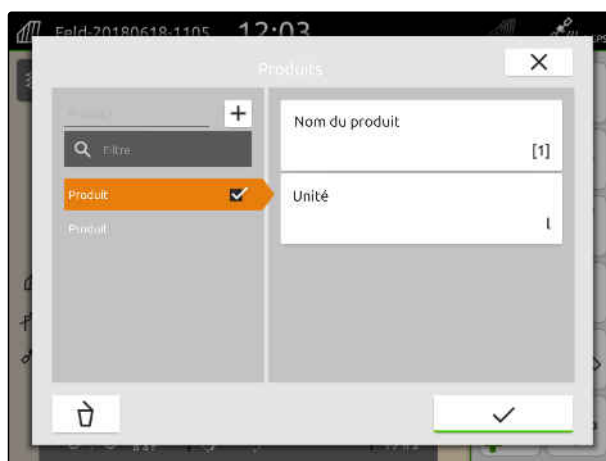 Feld-20180618-1105
12:03
Produits
Filtre
Produit
Produit
Nom du produit
[1]
Unité
l